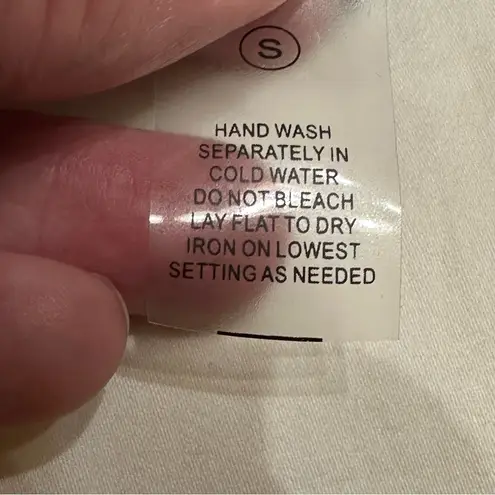 S
HAND WASH
SEPARATELY IN
COLD WATER
DO NOT BLEACH
LAY FLAT TO DRY
IRON ON LOWEST
SETTING AS NEEDED